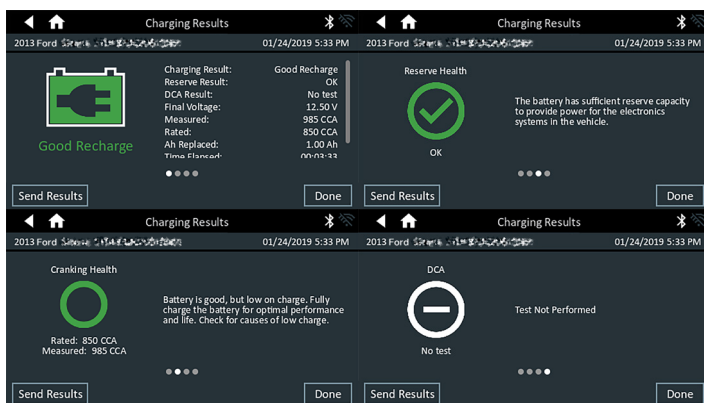 Charging Results
2013 Ford
01/24/2019 5:33 PM
Good Recharge
Charging Result: Good Recharge
Reserve Result: OK
DCA Result: No test
Final Voltage: 12.50 V
Measured: 985 CCA
Rated: 850 CCA
Ah Replaced: 1.00 Ah
Time Elapsed: 00:03:33
Send Results
Done
Charging Results
2013 Ford
01/24/2019 5:33 PM
Reserve Health
OK
The battery has sufficient reserve capacity
to provide power for the electronics
systems in the vehicle.
Send Results
Done
Charging Results
2013 Ford
01/24/2019 5:33 PM
Cranking Health
Rated: 850 CCA
Measured: 985 CCA
Battery is good, but low on charge. Fully
charge the battery for optimal performance
and life. Check for causes of low charge.
Send Results
Done
Charging Results
2013 Ford
01/24/2019 5:33 PM
DCA
No test
Test Not Performed
Send Results
Done